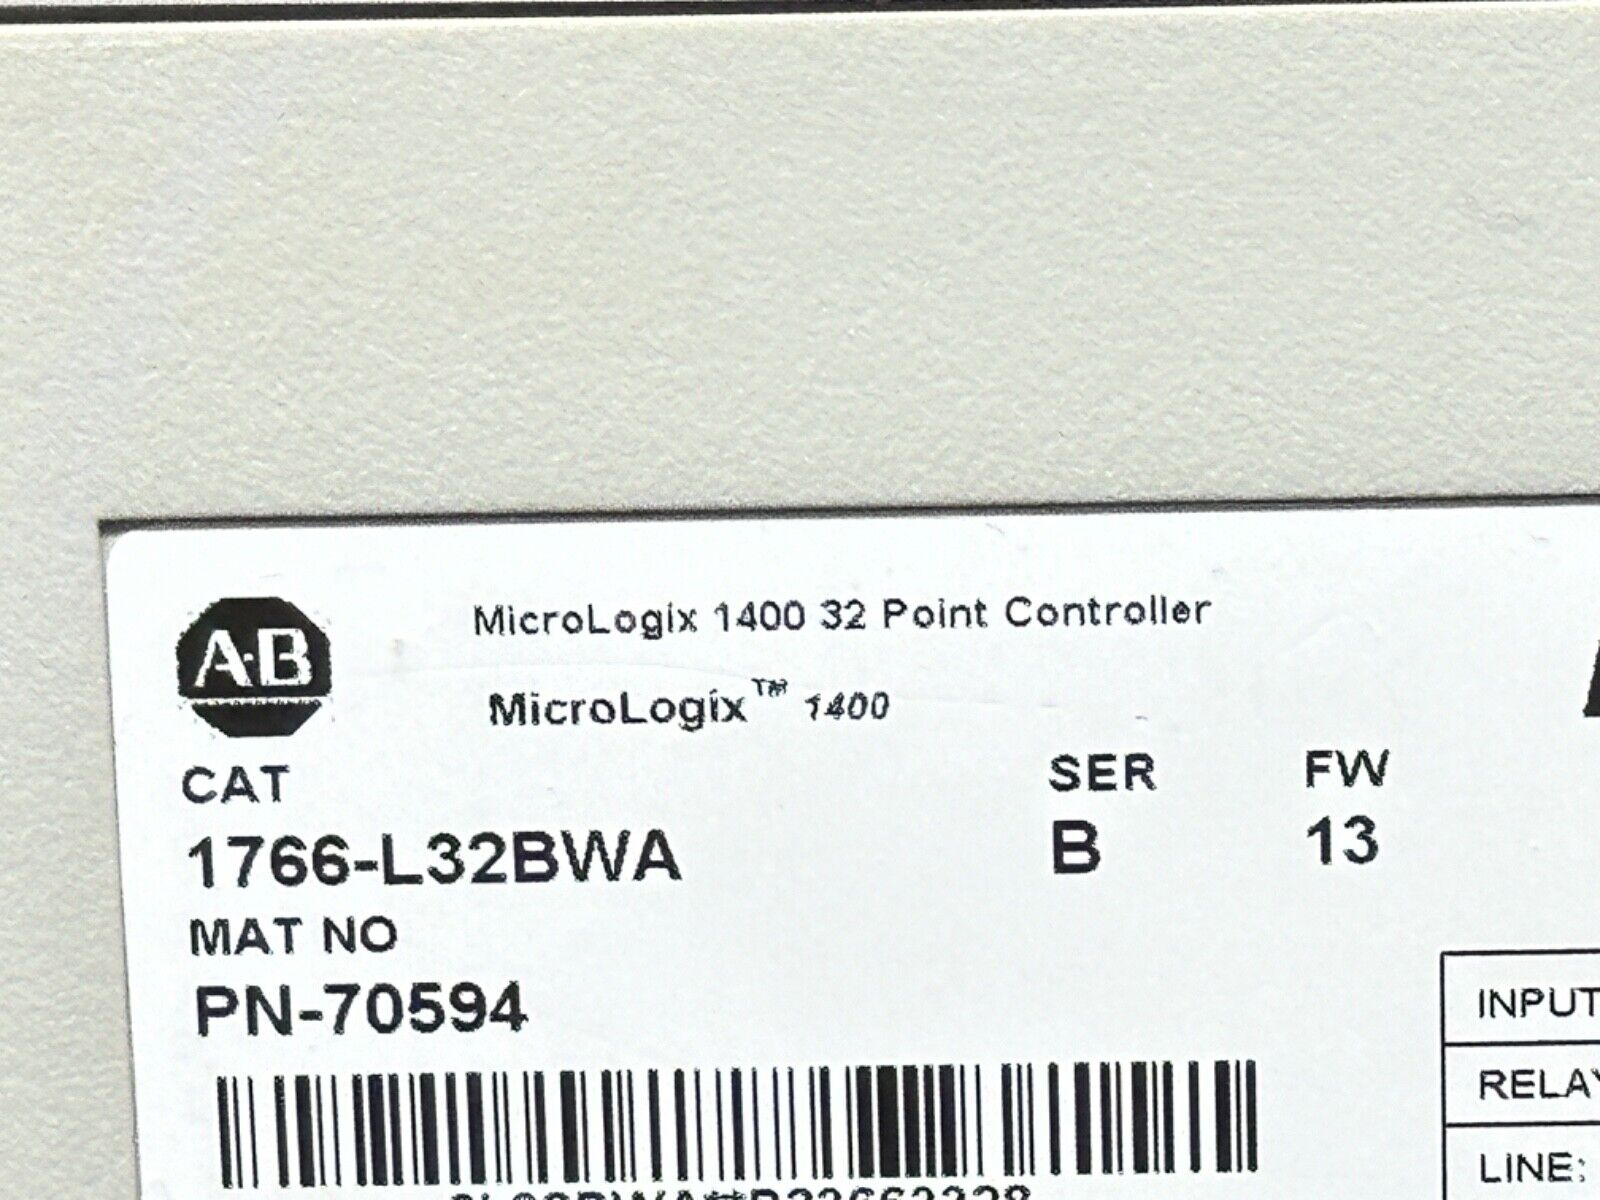 A-B
MicroLogix 1400 32 Point Controller
MicroLogix™ 1400
CAT
SER
FW
1766-L32BWA
B
13
MAT NO
PN-70594
INPUT
RELAY
LINE: